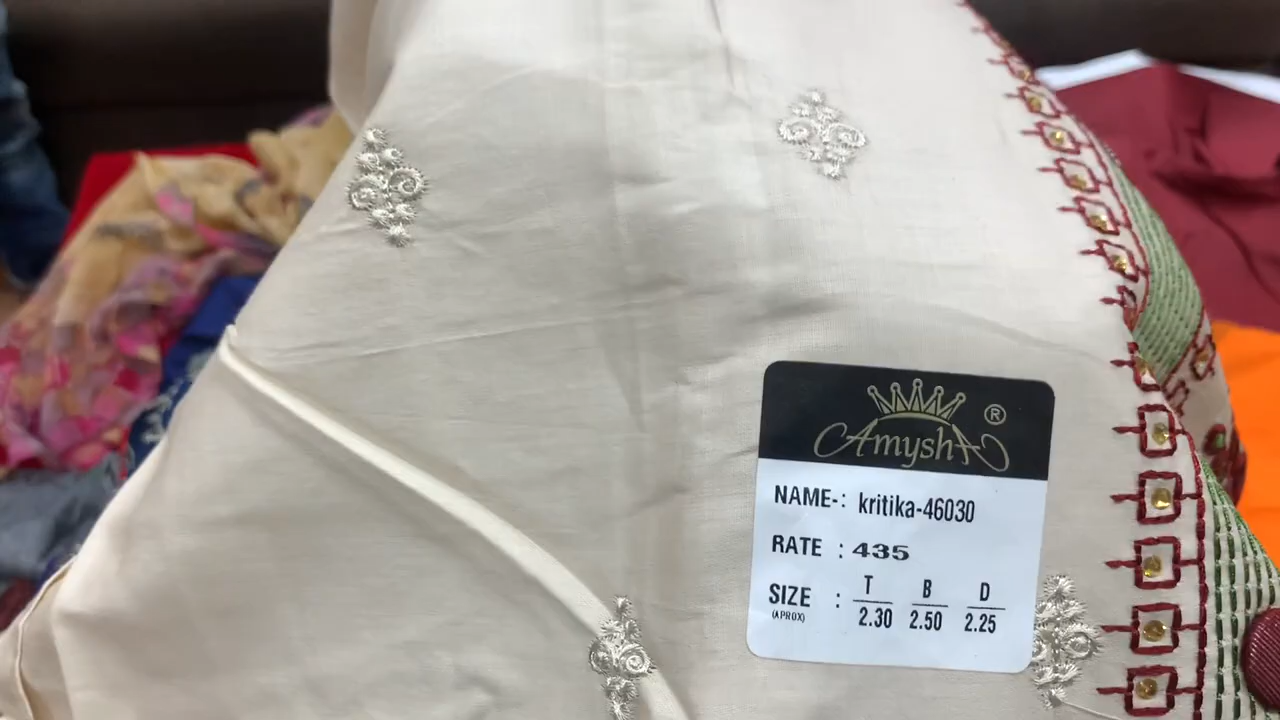 AmyshA ®
NAME-: kritika-46030
RATE : 435
SIZE : T B D
(APROX) 2.30 2.50 2.25